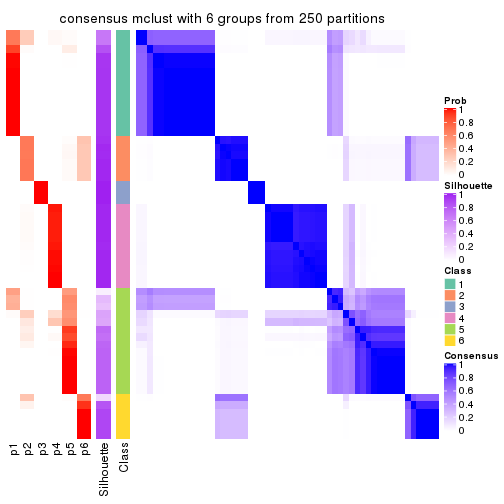 consensus mclust with 6 groups from 250 partitions
Prob
1
0.8
0.6
0.4
0.2
0
Silhouette
1
0.8
0.6
0.4
0.2
0
Class
1
2
3
4
5
6
Consensus
1
0.8
0.6
0.4
0.2
0
p1
p2
p3
p4
p5
p6
Silhouette
Class